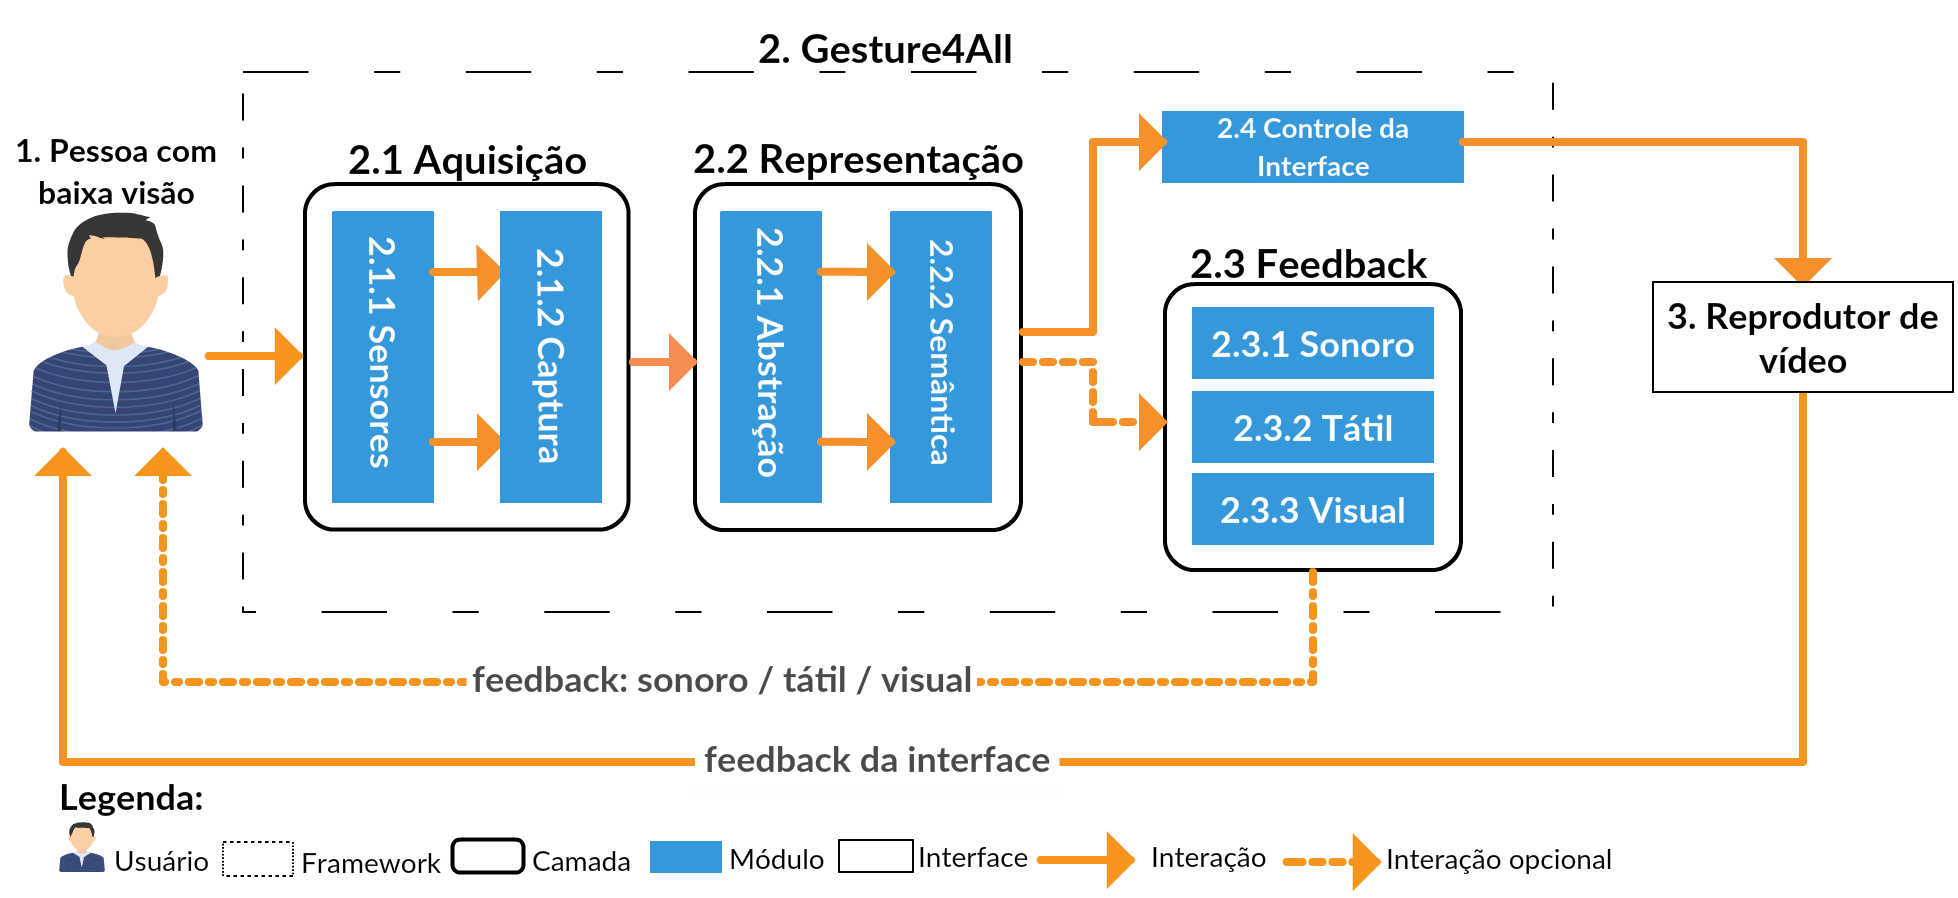 2. Gesture4All
1. Pessoa com
baixa visão
2.1 Aquisição
2.1.1 Sensores
2.1.2 Captura
2.2 Representação
2.2.1 Abstração
2.2.2 Semântica
2.4 Controle da
Interface
2.3 Feedback
2.3.1 Sonoro
2.3.2 Tátil
2.3.3 Visual
3. Reprodutor de
vídeo
feedback: sonoro / tátil / visual
feedback da interface
Legenda:
Usuário
Framework
Camada
Módulo
Interface
Interação
Interação opcional